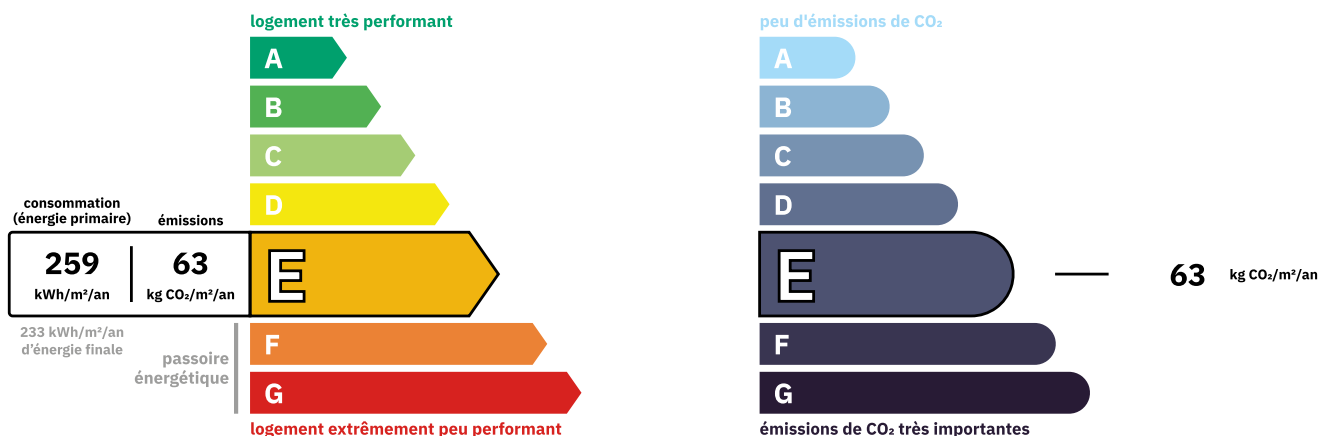 logement très performant
A
B
C
D
consommation
(énergie primaire)
émissions
259
kWh/m²/an
63
kg CO₂/m²/an
E
233 kWh/m²/an
d'énergie finale
passoire
énergétique
F
G
logement extrêmement peu performant
peu d'émissions de CO₂
A
B
C
D
E
63
kg CO₂/m²/an
F
G
émissions de CO₂ très importantes